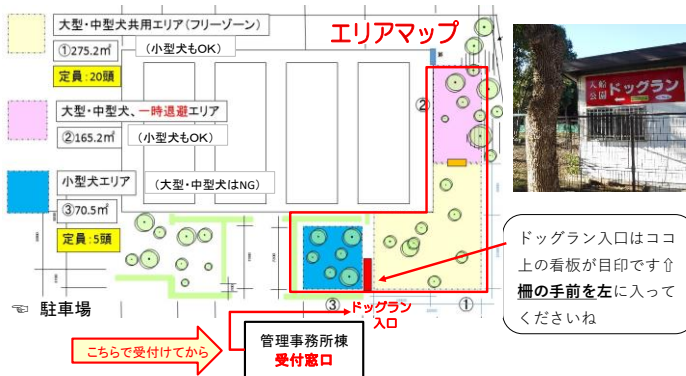 エリアマップ
大型・中型犬共用エリア(フリーゾーン)
①275.2㎡ (小型犬もOK)
定員:20頭
大型・中型犬、一時退避エリア
②165.2㎡ (小型犬もOK)
小型犬エリア (大型・中型犬はNG)
③70.5㎡
定員:5頭
②
入船
公園
ドッグラン
ドッグラン入口はココ
上の看板が目印です⇧
柵の手前を左に入って
くださいね
☜ 駐車場
③
①
ドッグラン
入口
こちらで受付けてから
管理事務所棟
受付窓口